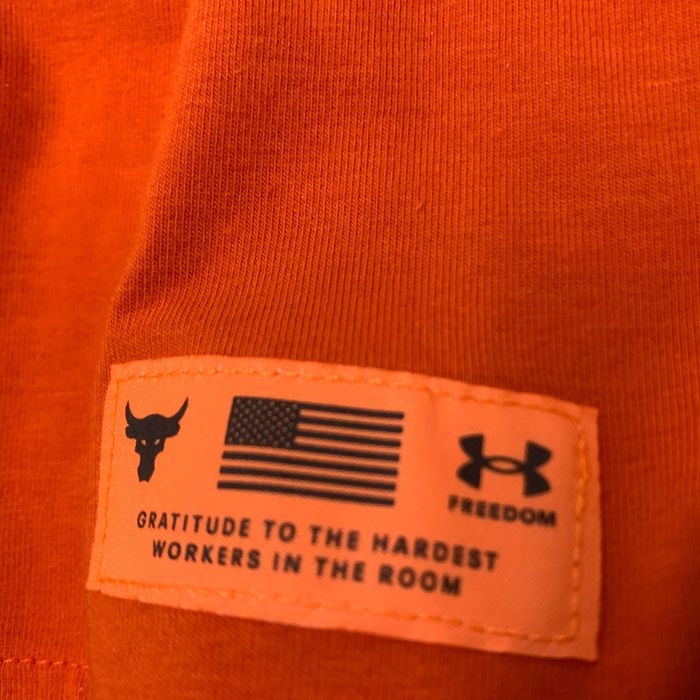 FREEDOM
GRATITUDE TO THE HARDEST
WORKERS IN THE ROOM